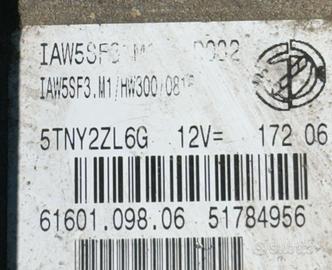 IAW5SF3.M1/HW300/081
5TNY2ZL6G 12V= 172 06
61601.098.06 51784956